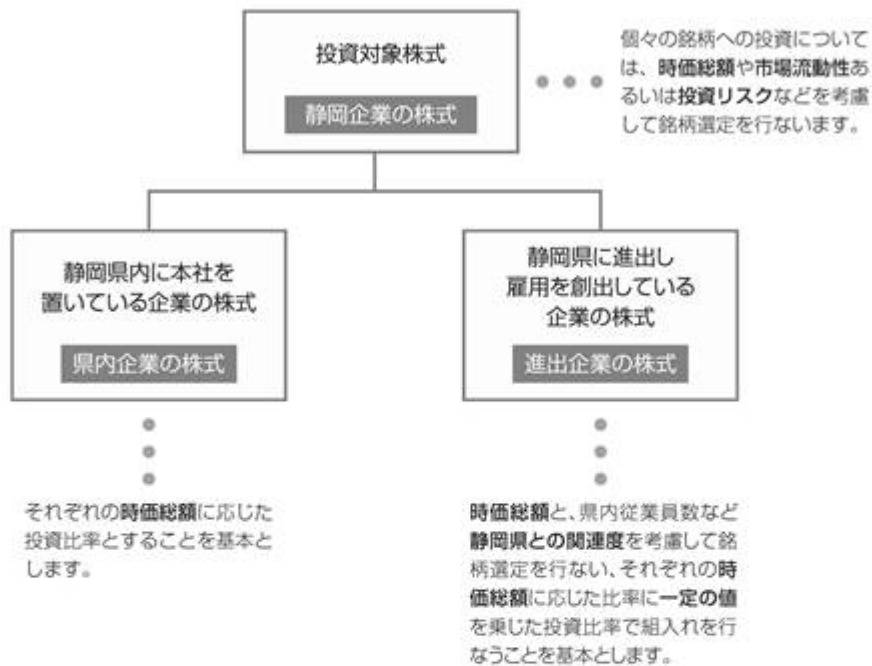 投資対象株式
静岡企業の株式
個々の銘柄への投資について
は、時価総額や市場流動性あ
るいは投資リスクなどを考慮
して銘柄選定を行ないます。
静岡県内に本社を
置いている企業の株式
県内企業の株式
静岡県に進出し
雇用を創出している
企業の株式
進出企業の株式
それぞれの時価総額に応じた
投資比率とすることを基本と
します。
時価総額と、県内従業員数など
静岡県との関連度を考慮して銘
柄選定を行ない、それぞれの時
価総額に応じた比率に一定の値
を乗じた投資比率で組入れを行
なうことを基本とします。